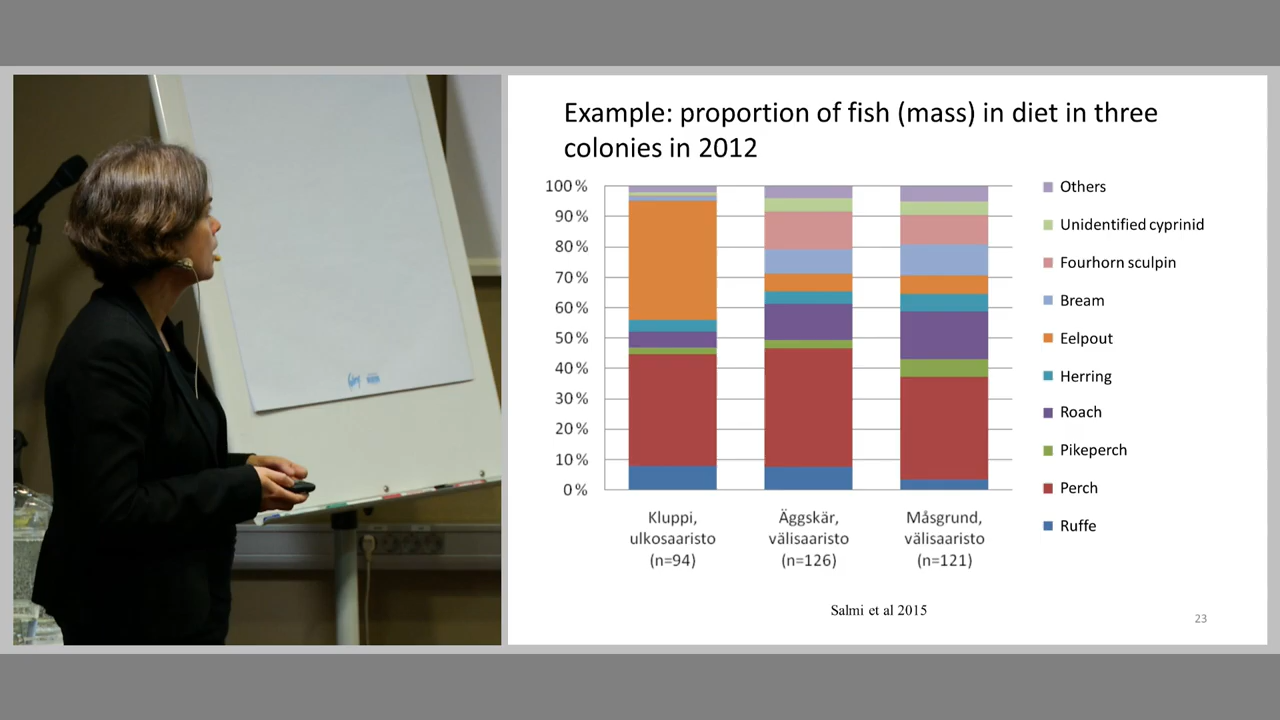 Example: proportion of fish (mass) in diet in three
colonies in 2012
100 %
90 %
80 %
70 %
60 %
50 %
40 %
30 %
20 %
10 %
0 %
Kluppi,
ulkosaaristo
(n=94)
Äggskär,
välisaaristo
(n=126)
Måsgrund,
välisaaristo
(n=121)
Others
Unidentified cyprinid
Fourhorn sculpin
Bream
Eelpout
Herring
Roach
Pikeperch
Perch
Ruffe
Salmi et al 2015
23